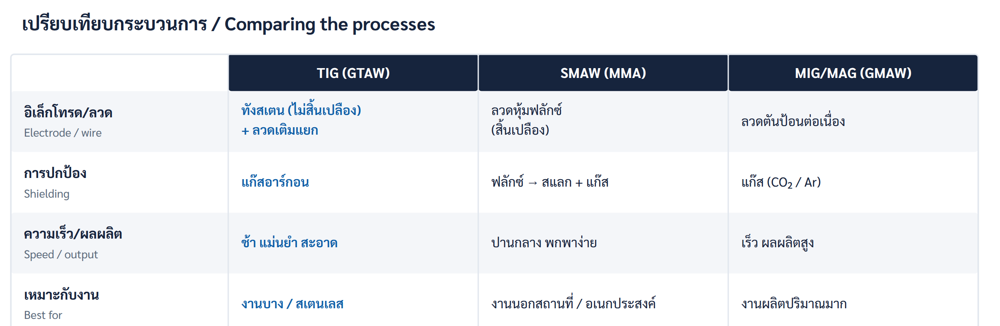 เปรียบเทียบกระบวนการ / Comparing the processes
TIG (GTAW)
SMAW (MMA)
MIG/MAG (GMAW)
อิเล็กโทรด/ลวด
Electrode / wire
ทังสเตน (ไม่สิ้นเปลือง)
+ ลวดเติมแยก
ลวดหุ้มฟลักซ์
(สิ้นเปลือง)
ลวดตันป้อนต่อเนื่อง
การปกป้อง
Shielding
แก๊สอาร์กอน
ฟลักซ์ → สแลก + แก๊ส
แก๊ส (CO₂ / Ar)
ความเร็ว/ผลผลิต
Speed / output
ช้า แม่นยำ สะอาด
ปานกลาง พกพาง่าย
เร็ว ผลผลิตสูง
เหมาะกับงาน
Best for
งานบาง / สเตนเลส
งานนอกสถานที่ / อเนกประสงค์
งานผลิตปริมาณมาก